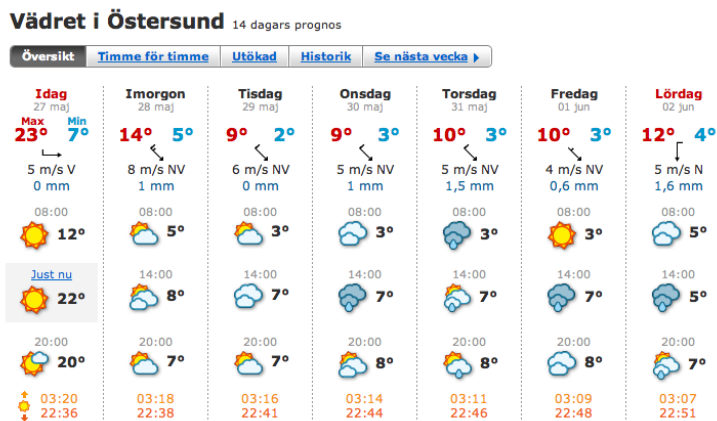 Vädret i Östersund 14 dagars prognos
Översikt Timme för timme Utökad Historik Se nästa vecka
Idag Imorgon Tisdag Onsdag Torsdag Fredag Lördag
27 maj 28 maj 29 maj 30 maj 31 maj 01 jun 02 jun
Max Min
23° 7° 14° 5° 9° 2° 9° 3° 10° 3° 10° 3° 12° 4°
5 m/s V 8 m/s NV 6 m/s NV 5 m/s NV 5 m/s NV 4 m/s NV 5 m/s N
0 mm 1 mm 0 mm 1 mm 1,5 mm 0,6 mm 1,6 mm
08:00 08:00 08:00 08:00 08:00 08:00 08:00
12° 5° 3° 3° 3° 3° 5°
Just nu 14:00 14:00 14:00 14:00 14:00 14:00
22° 8° 7° 7° 7° 7° 5°
20:00 20:00 20:00 20:00 20:00 20:00 20:00
20° 7° 7° 8° 8° 8° 7°
03:20 03:18 03:16 03:14 03:11 03:09 03:07
22:36 22:38 22:41 22:44 22:46 22:48 22:51